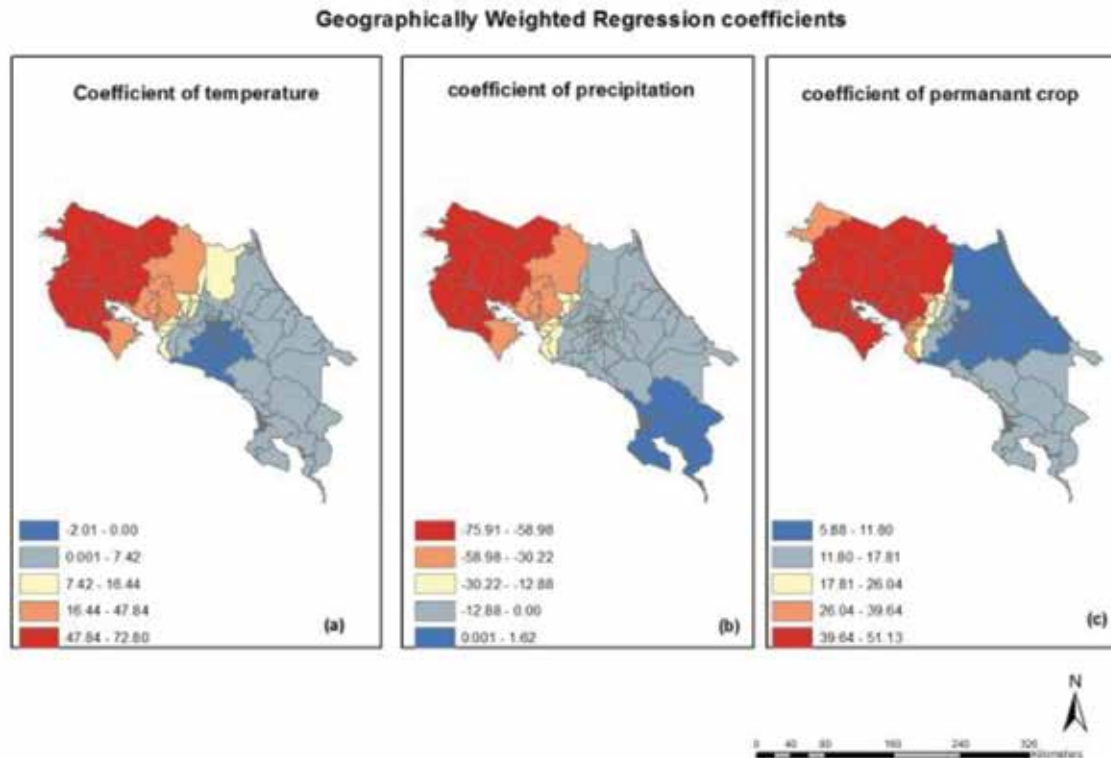 Geographically Weighted Regression coefficients
Coefficient of temperature
-2.01 - 0.00
0.001 - 7.42
7.42 - 16.44
16.44 - 47.84
47.84 - 72.80
(a)
coefficient of precipitation
-75.91 - -58.98
-58.98 - -30.22
-30.22 - -12.88
-12.88 - 0.00
0.001 - 1.62
(b)
coefficient of permanant crop
5.88 - 11.80
11.80 - 17.81
17.81 - 26.04
26.04 - 39.64
39.64 - 51.13
(c)
N
0 40 80 160 240 320
Kilometers